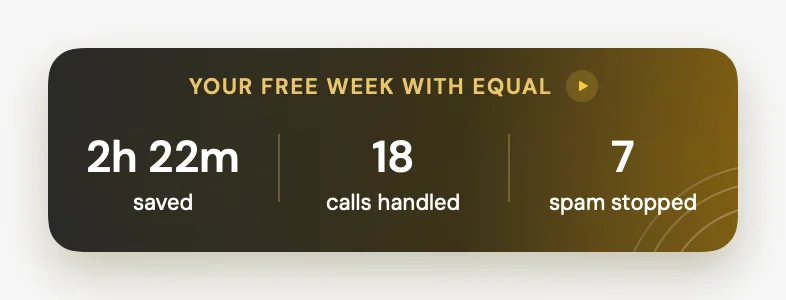 YOUR FREE WEEK WITH EQUAL
2h 22m 18 7
saved calls handled spam stopped